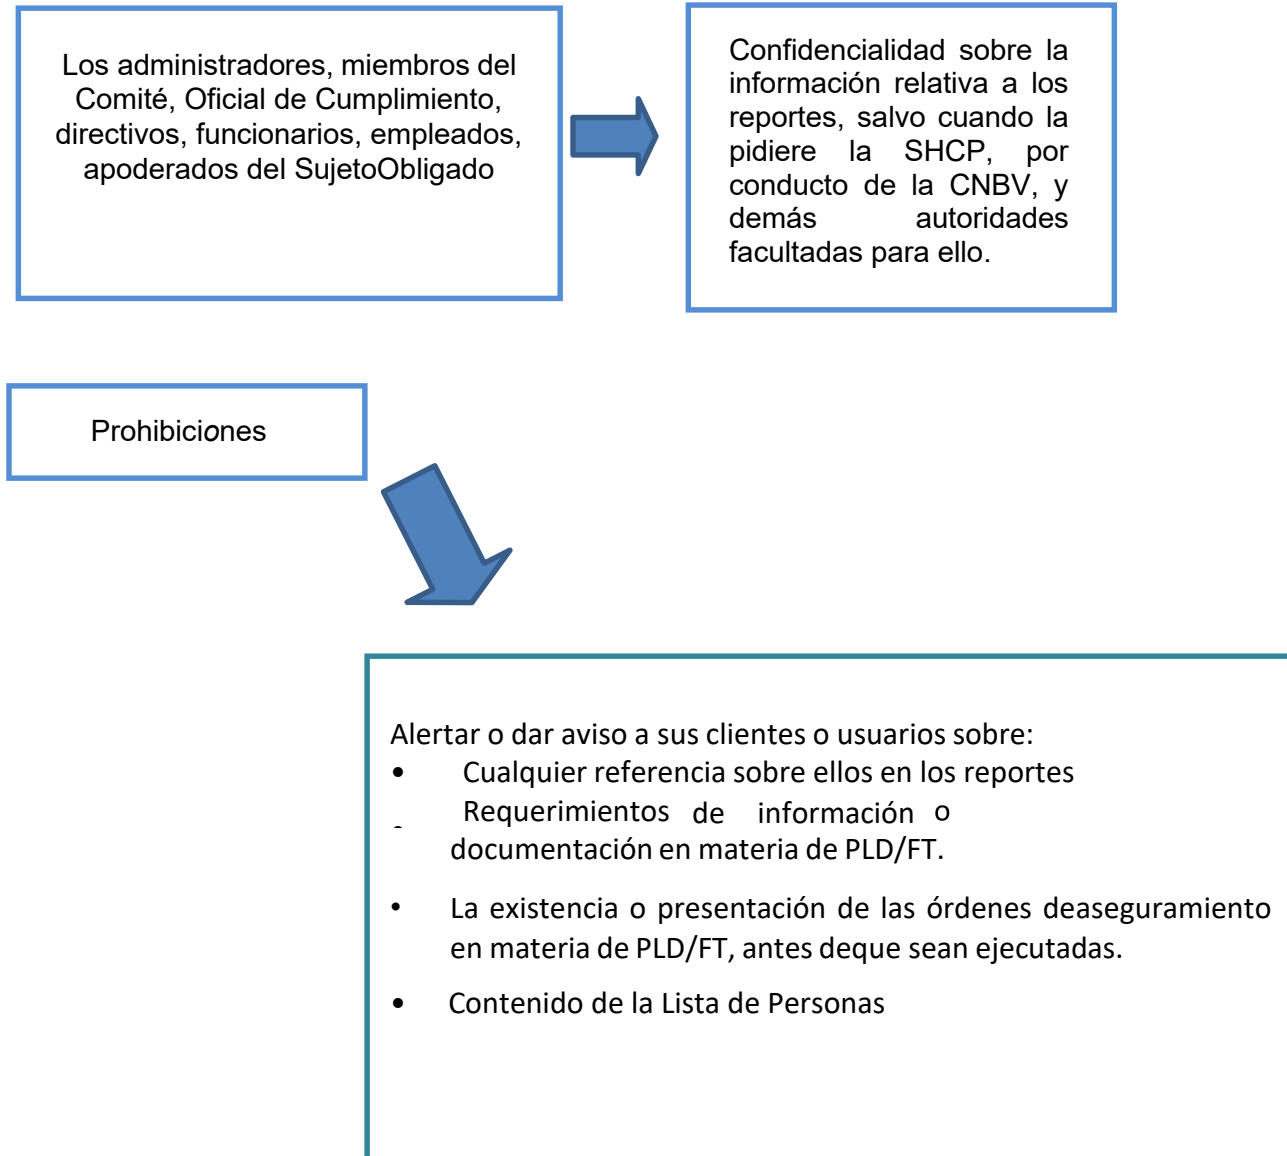 Los administradores, miembros del
Comité, Oficial de Cumplimiento,
directivos, funcionarios, empleados,
apoderados del SujetoObligado
Confidencialidad sobre la
información relativa a los
reportes, salvo cuando la
pidiere la SHCP, por
conducto de la CNBV, y
demás autoridades
facultadas para ello.
Prohibiciones
Alertar o dar aviso a sus clientes o usuarios sobre:
• Cualquier referencia sobre ellos en los reportes
• Requerimientos de información o
documentación en materia de PLD/FT.
• La existencia o presentación de las órdenes deaseguramiento
en materia de PLD/FT, antes deque sean ejecutadas.
• Contenido de la Lista de Personas